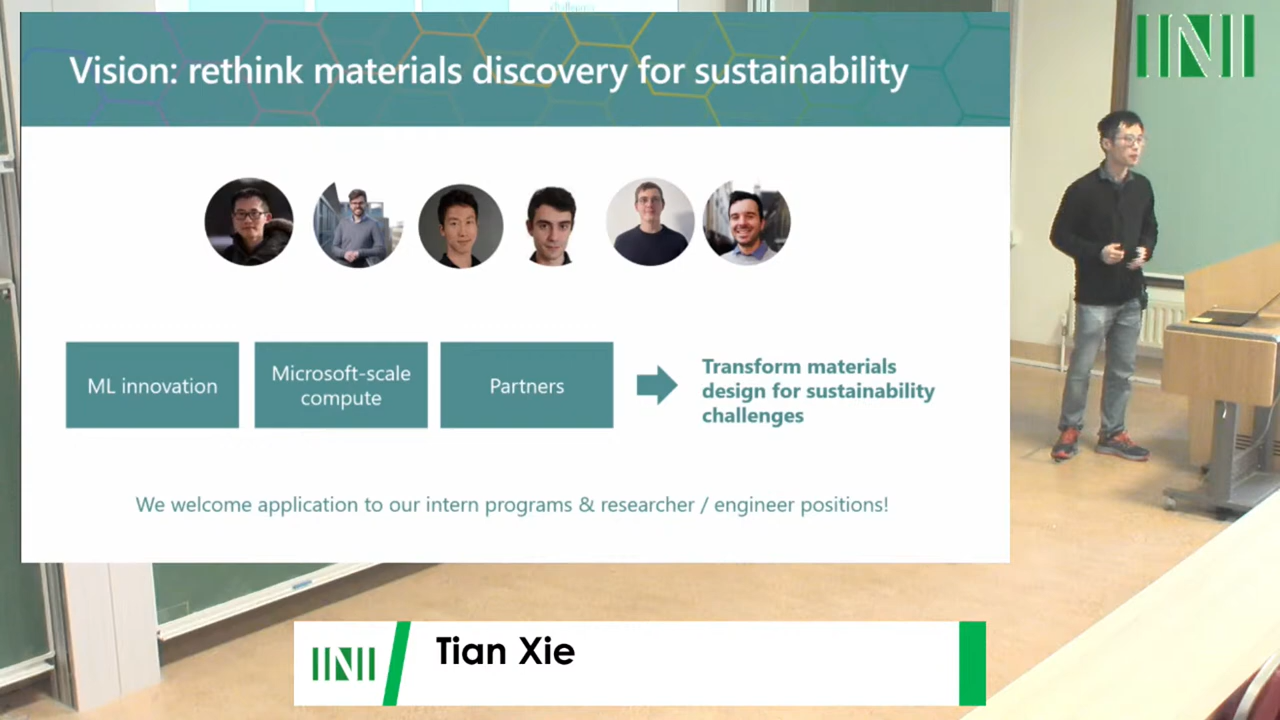 INI
Vision: rethink materials discovery for sustainability
ML innovation
Microsoft-scale
compute
Partners
Transform materials
design for sustainability
challenges
We welcome application to our intern programs & researcher / engineer positions!
INI
Tian Xie